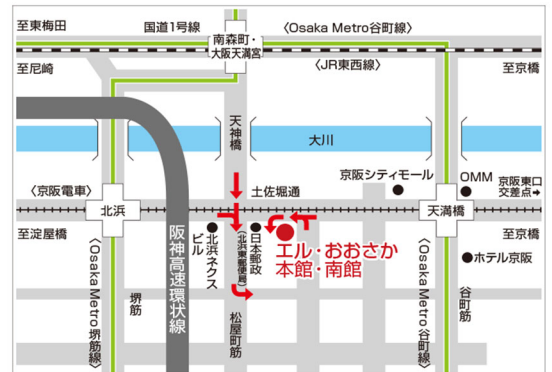 至東梅田
国道1号線
〈Osaka Metro谷町線〉
南森町・
大阪天満宮
至尼崎
〈JR東西線〉
至京橋
天神橋
大川
京阪シティモール
OMM
京阪東口
交差点→
〈京阪電車〉
土佐堀通
北浜
天満橋
至淀屋橋
至京橋
阪神高速環状線
北浜ネクス
ビル
(北浜東郵便局)
日本郵政
エル・おおさか
本館・南館
ホテル京阪
〈Osaka Metro堺筋線〉
堺筋
松屋町筋
〈Osaka Metro谷町線〉
谷町筋